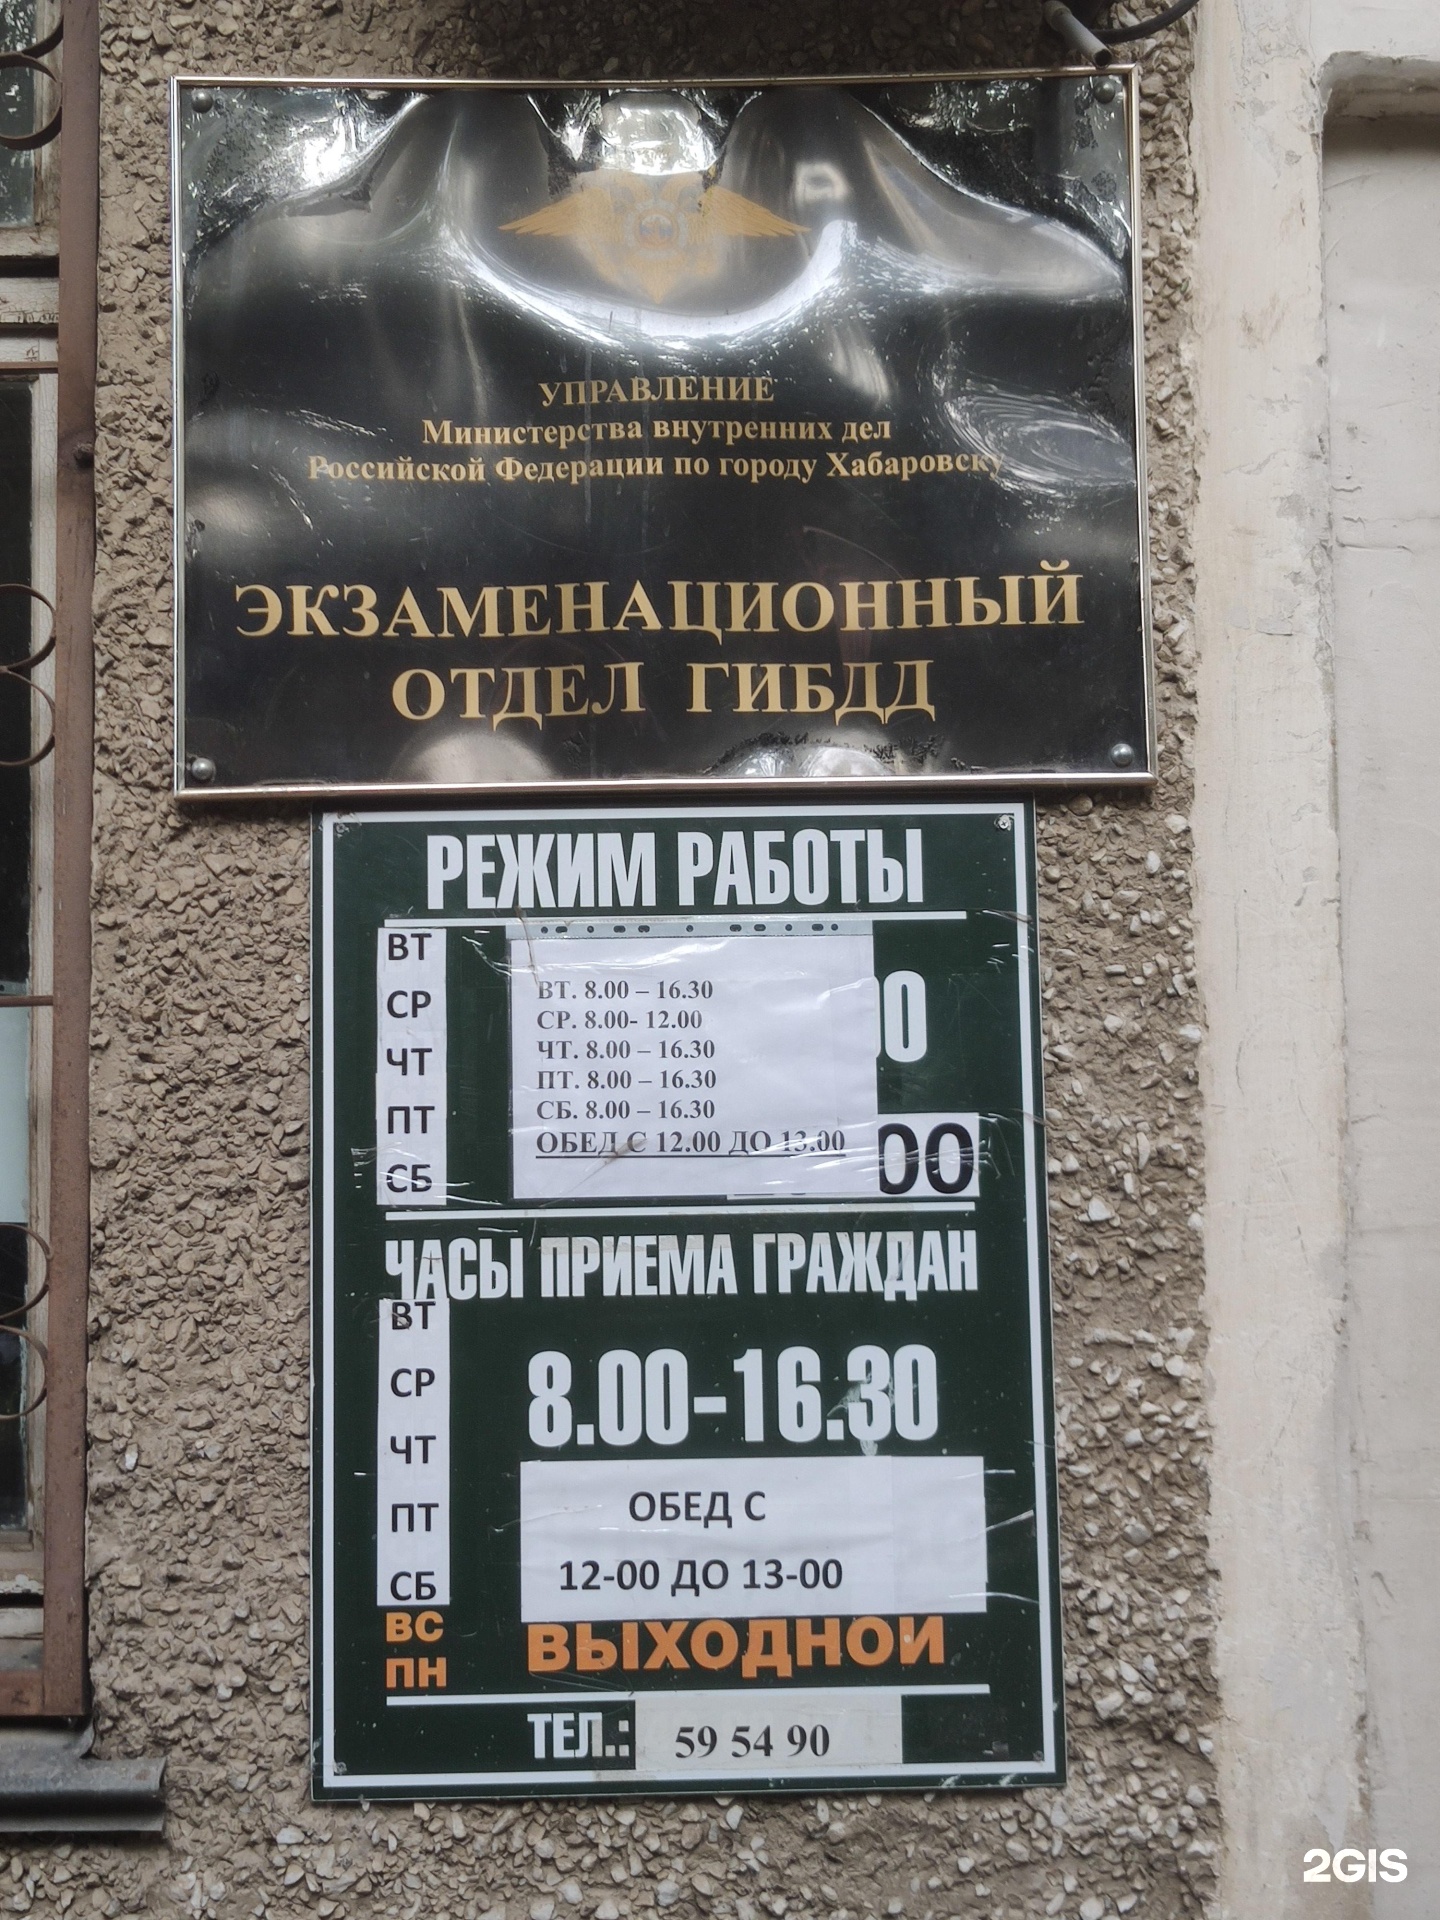 УПРАВЛЕНИЕ
Министерства внутренних дел
Российской Федерации по городу Хабаровску
ЭКЗАМЕНАЦИОННЫЙ
ОТДЕЛ ГИБДД
РЕЖИМ РАБОТЫ
ВТ
СР
ЧТ
ПТ
СБ
ВТ. 8.00 – 16.30
СР. 8.00- 12.00
ЧТ. 8.00 – 16.30
ПТ. 8.00 – 16.30
СБ. 8.00 – 16.30
ОБЕД С 12.00 ДО 13.00
00
ЧАСЫ ПРИЕМА ГРАЖДАН
ВТ
СР
ЧТ
ПТ
СБ
8.00-16.30
ОБЕД С
12-00 ДО 13-00
ВС
ПН
ВЫХОДНОЙ
ТЕЛ.: 59 54 90
2GIS